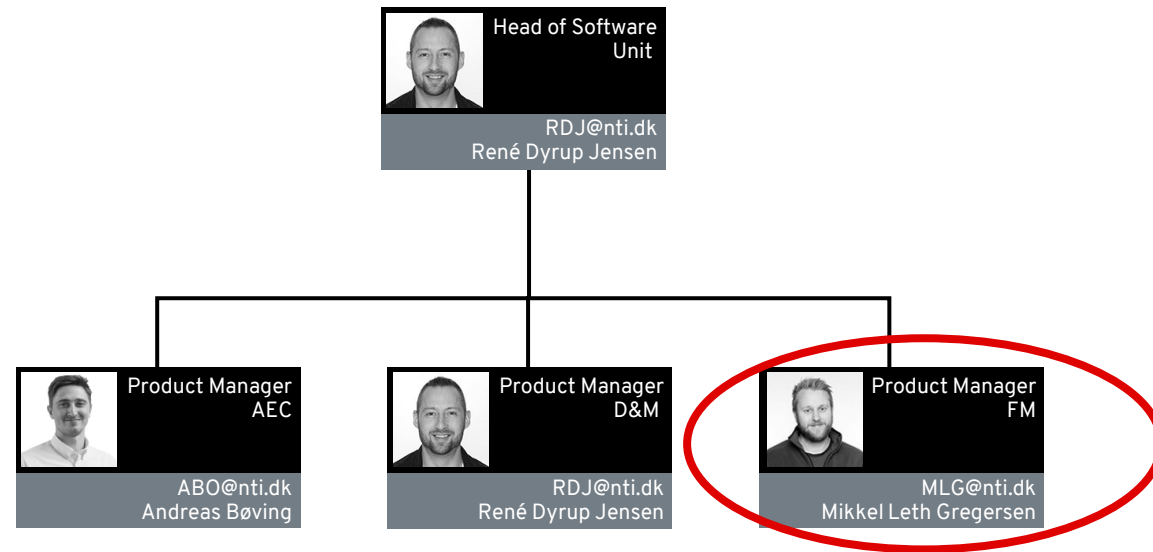 Head of Software
Unit
RDJ@nti.dk
René Dyrup Jensen
Product Manager
AEC
ABO@nti.dk
Andreas Bøving
Product Manager
D&M
RDJ@nti.dk
René Dyrup Jensen
Product Manager
FM
MLG@nti.dk
Mikkel Leth Gregersen